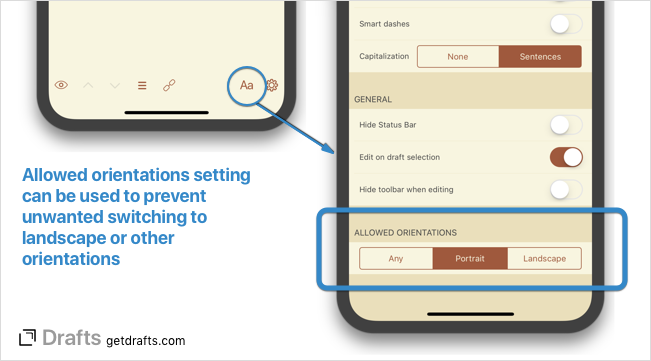 Aa
Allowed orientations setting
can be used to prevent
unwanted switching to
landscape or other
orientations
Drafts getdrafts.com
Smart dashes
Capitalization None Sentences
GENERAL
Hide Status Bar
Edit on draft selection
Hide toolbar when editing
ALLOWED ORIENTATIONS
Any Portrait Landscape